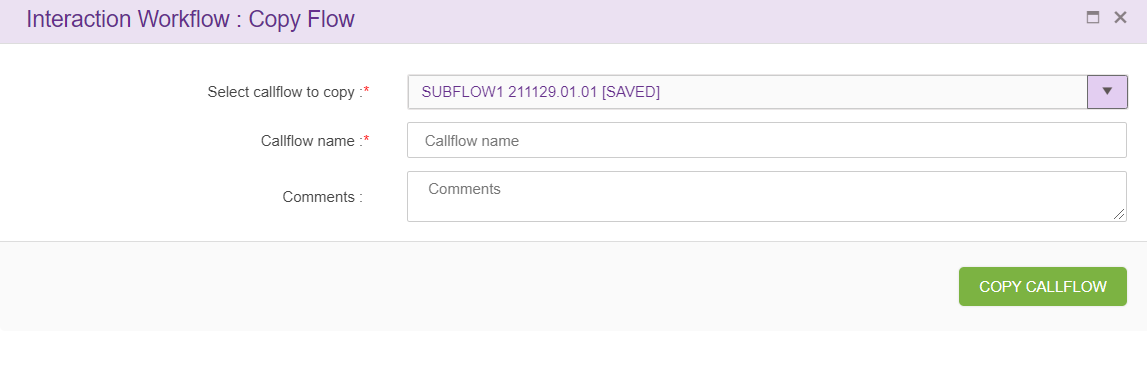 Interaction Workflow : Copy Flow
Select callflow to copy :* SUBFLOW1 211129.01.01 [SAVED]
Callflow name :* Callflow name
Comments : Comments
COPY CALLFLOW